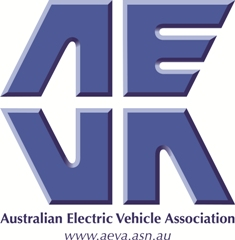 AE
VA
Australian Electric Vehicle Association
www.aeva.asn.au